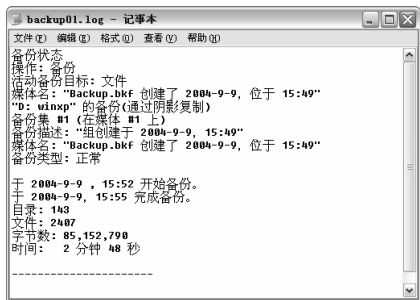 backup01.log - 记事本
文件(F) 编辑(E) 格式(O) 查看(V) 帮助(H)
备份状态
操作: 备份
活动备份目标: 文件
媒体名: "Backup.bkf 创建了 2004-9-9, 位于 15:49"
"D: winxp" 的备份(通过阴影复制)
备份集 #1 (在媒体 #1 上)
备份描述: "组创建于 2004-9-9, 15:49"
媒体名: "Backup.bkf 创建了 2004-9-9, 位于 15:49"
备份类型: 正常
于 2004-9-9 , 15:52 开始备份。
于 2004-9-9, 15:55 完成备份。
目录: 143
文件: 2407
字节数: 85,152,790
时间: 2 分钟 48 秒
----------------------